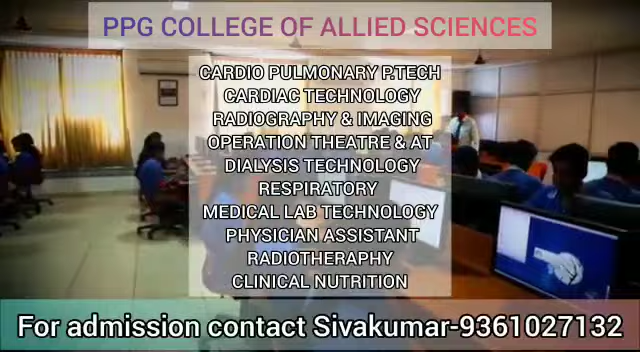 PPG COLLEGE OF ALLIED SCIENCES
CARDIO PULMONARY P.TECH
CARDIAC TECHNOLOGY
RADIOGRAPHY & IMAGING
OPERATION THEATRE & AT
DIALYSIS TECHNOLOGY
RESPIRATORY
MEDICAL LAB TECHNOLOGY
PHYSICIAN ASSISTANT
RADIOTHERAPHY
CLINICAL NUTRITION
For admission contact Sivakumar-9361027132